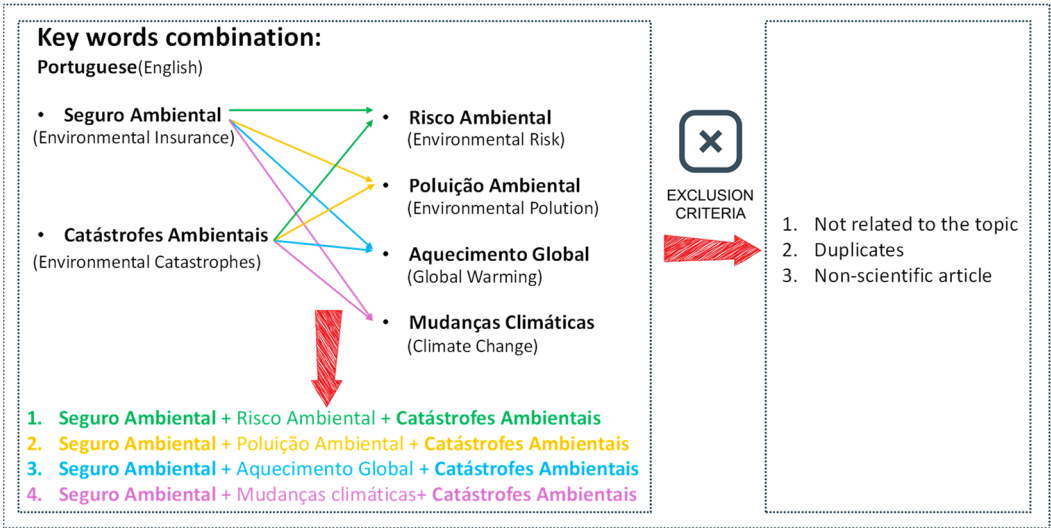 Key words combination:
Portuguese(English)
• Seguro Ambiental
(Environmental Insurance)
• Catástrofes Ambientais
(Environmental Catastrophes)
• Risco Ambiental
(Environmental Risk)
• Poluição Ambiental
(Environmental Polution)
• Aquecimento Global
(Global Warming)
• Mudanças Climáticas
(Climate Change)
1. Seguro Ambiental + Risco Ambiental + Catástrofes Ambientais
2. Seguro Ambiental + Poluição Ambiental + Catástrofes Ambientais
3. Seguro Ambiental + Aquecimento Global + Catástrofes Ambientais
4. Seguro Ambiental + Mudanças climáticas+ Catástrofes Ambientais
EXCLUSION
CRITERIA
1. Not related to the topic
2. Duplicates
3. Non-scientific article